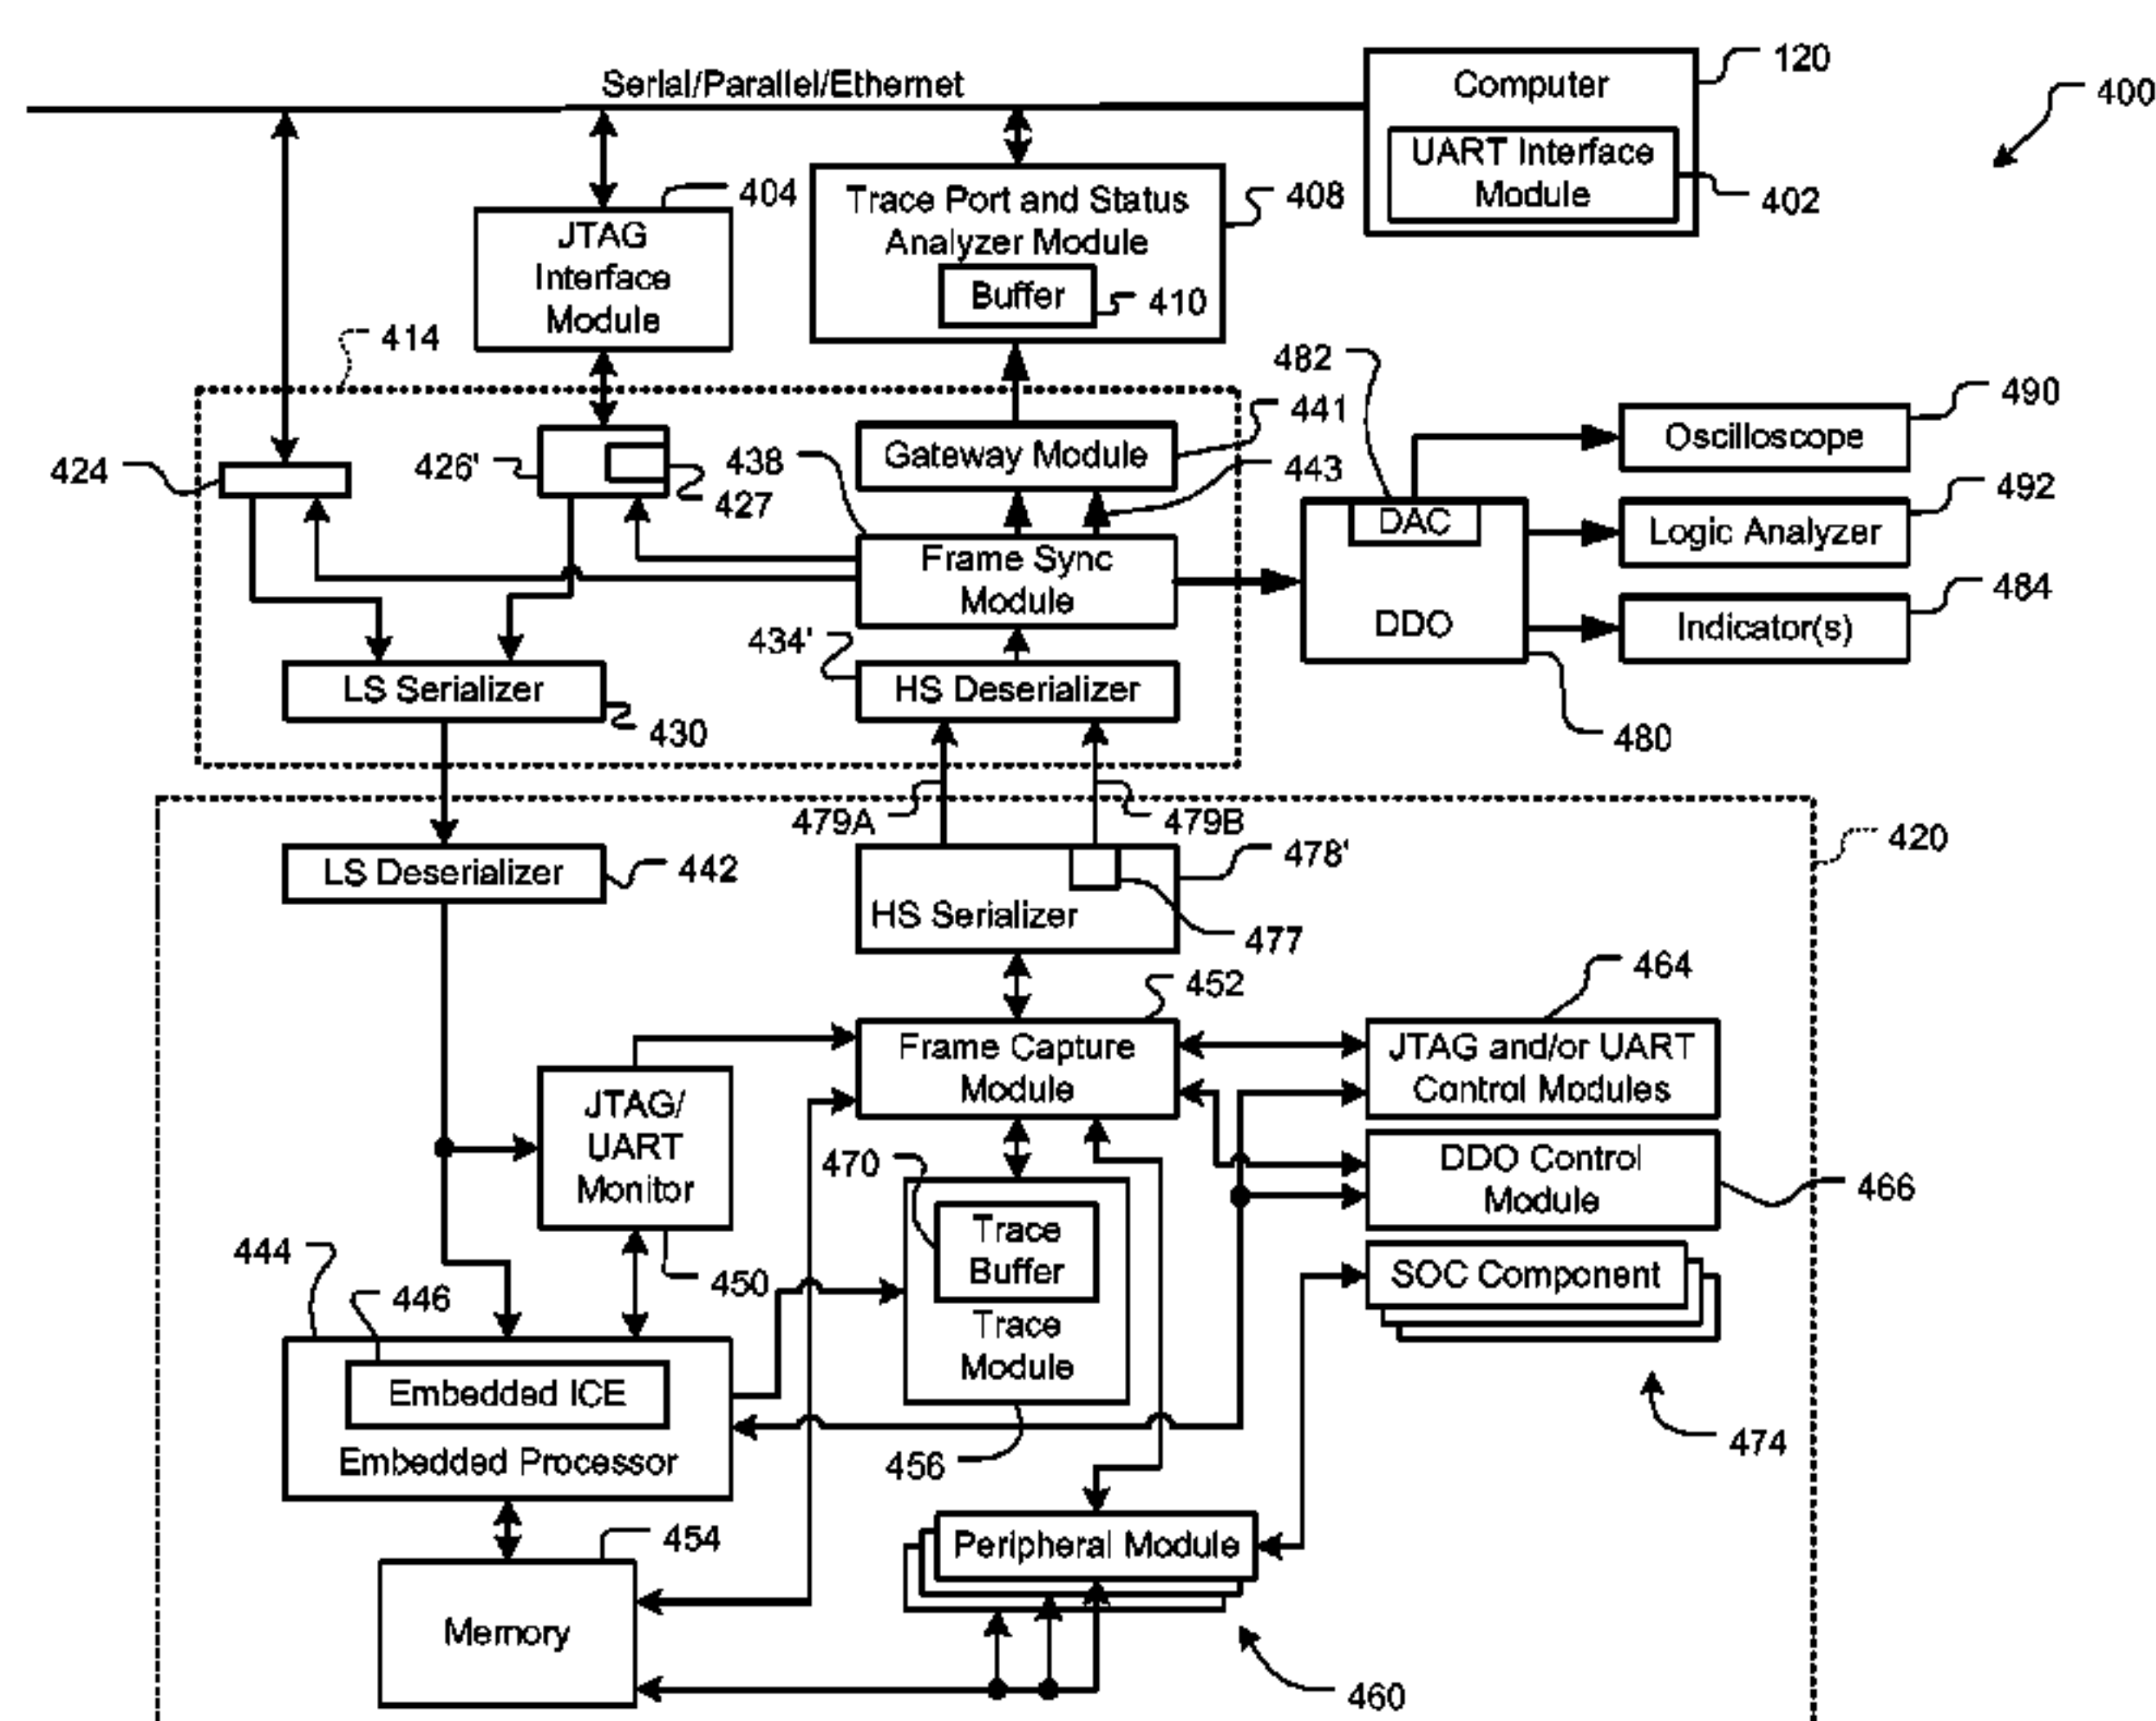 Serial/Parallel/Ethernet
Computer
120
400
UART Interface
Module
402
404
JTAG
Interface
Module
Trace Port and Status
Analyzer Module
408
Buffer
410
414
482
490
Oscilloscope
441
Gateway Module
424
426'
427
438
443
492
DAC
Logic Analyzer
Frame Sync
Module
484
DDO
Indicator(s)
434'
LS Serializer
HS Deserializer
430
480
479A
479B
420
LS Deserializer
442
478'
HS Serializer
477
464
452
Frame Capture
Module
JTAG and/or UART
Control Modules
JTAG/
UART
Monitor
470
DDO Control
Module
466
Trace
Buffer
444
446
450
SOC Component
Trace
Module
Embedded ICE
Embedded Processor
456
474
454
Peripheral Module
Memory
460